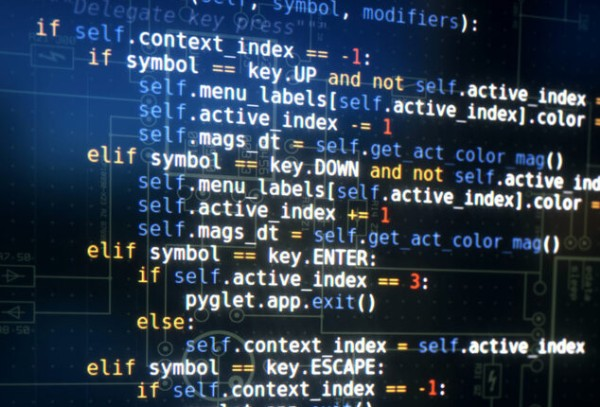 (self, symbol, modifiers):
"Delegate key press"""
if self.context_index == -1:
if symbol == key.UP and not self.active_index =
self.menu_labels[self.active_index].color =
self.active_index -= 1
self.mags_dt = self.get_act_color_mag()
elif symbol == key.DOWN and not self.active_ind
self.menu_labels[self.active_index].color =
self.active_index += 1
self.mags_dt = self.get_act_color_mag()
elif symbol == key.ENTER:
if self.active_index == 3:
pyglet.app.exit()
else:
self.context_index = self.active_index
elif symbol == key.ESCAPE:
if self.context_index == -1: